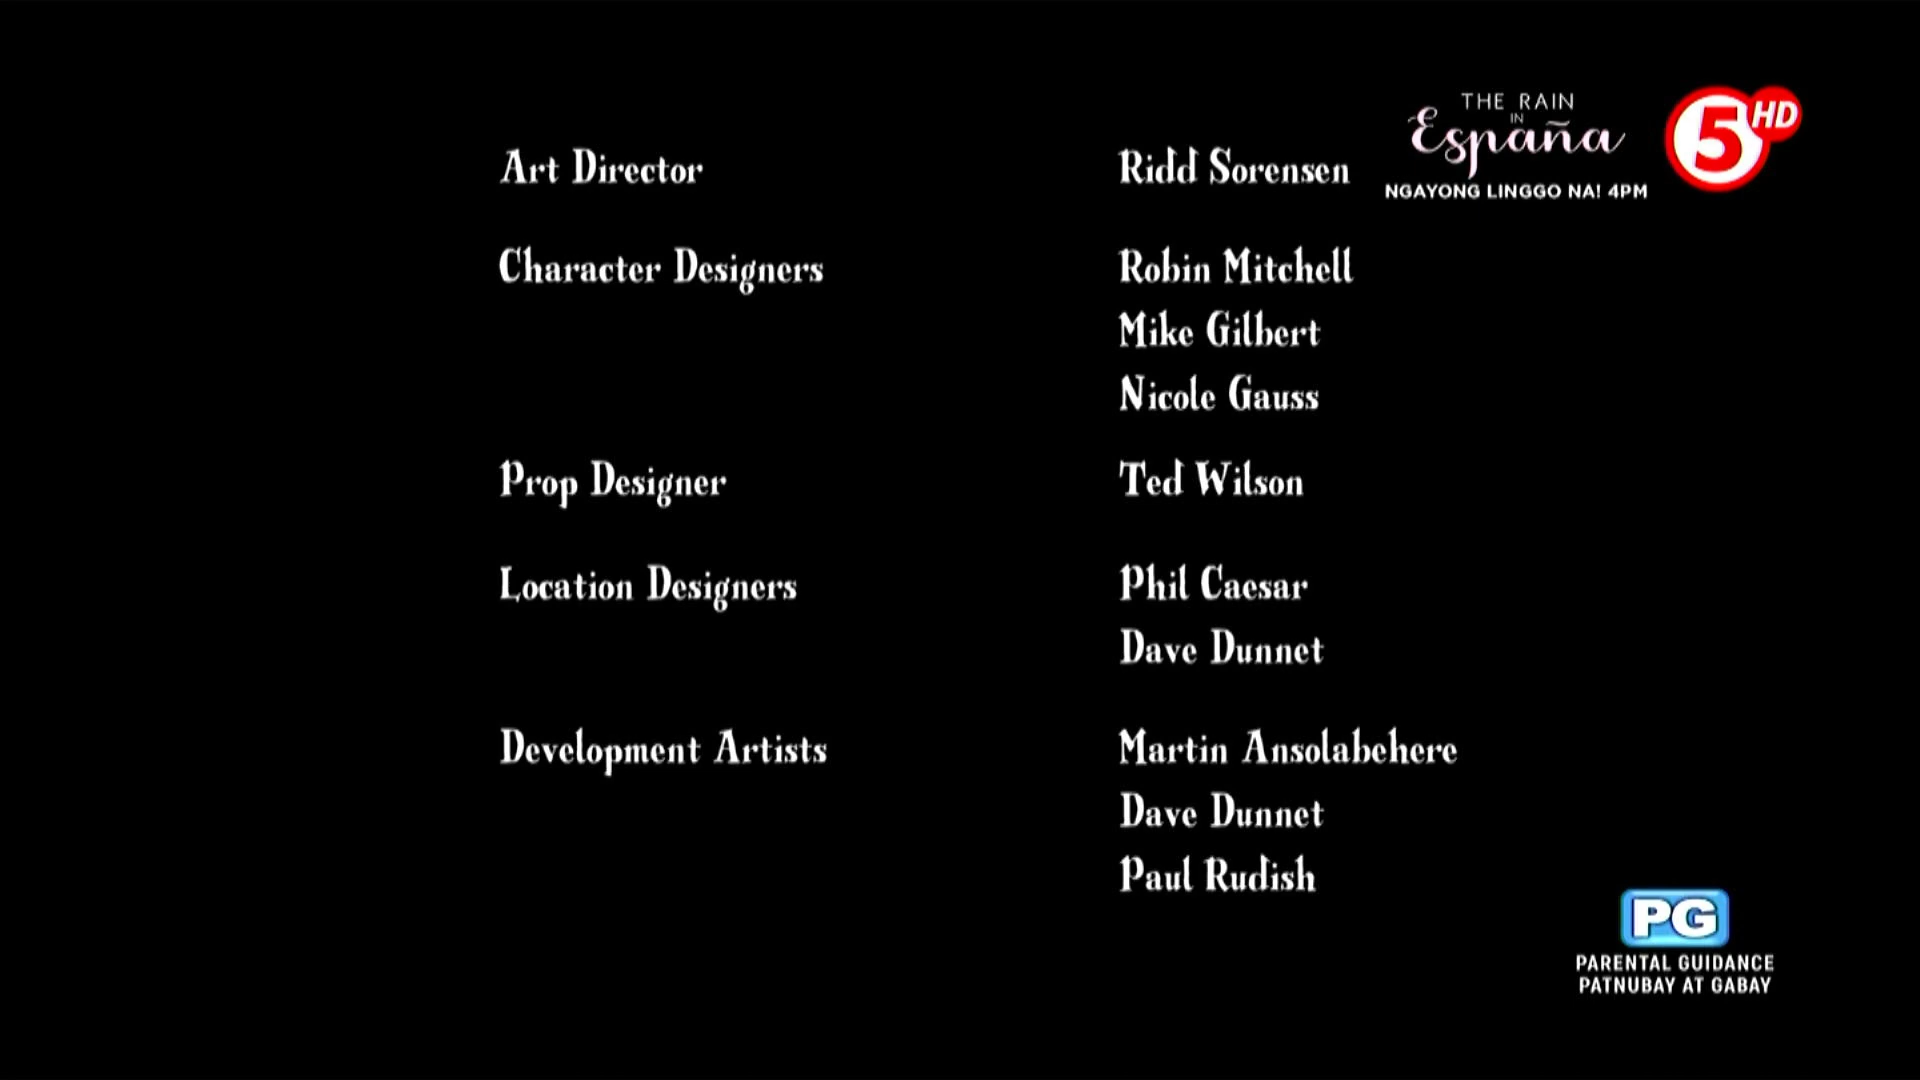 THE RAIN
IN
España
NGAYONG LINGGO NA! 4PM
5 HD
Art Director Ridd Sorensen
Character Designers Robin Mitchell
Mike Gilbert
Nicole Gauss
Prop Designer Ted Wilson
Location Designers Phil Caesar
Dave Dunnet
Development Artists Martin Ansolabehere
Dave Dunnet
Paul Rudish
PG
PARENTAL GUIDANCE
PATNUBAY AT GABAY